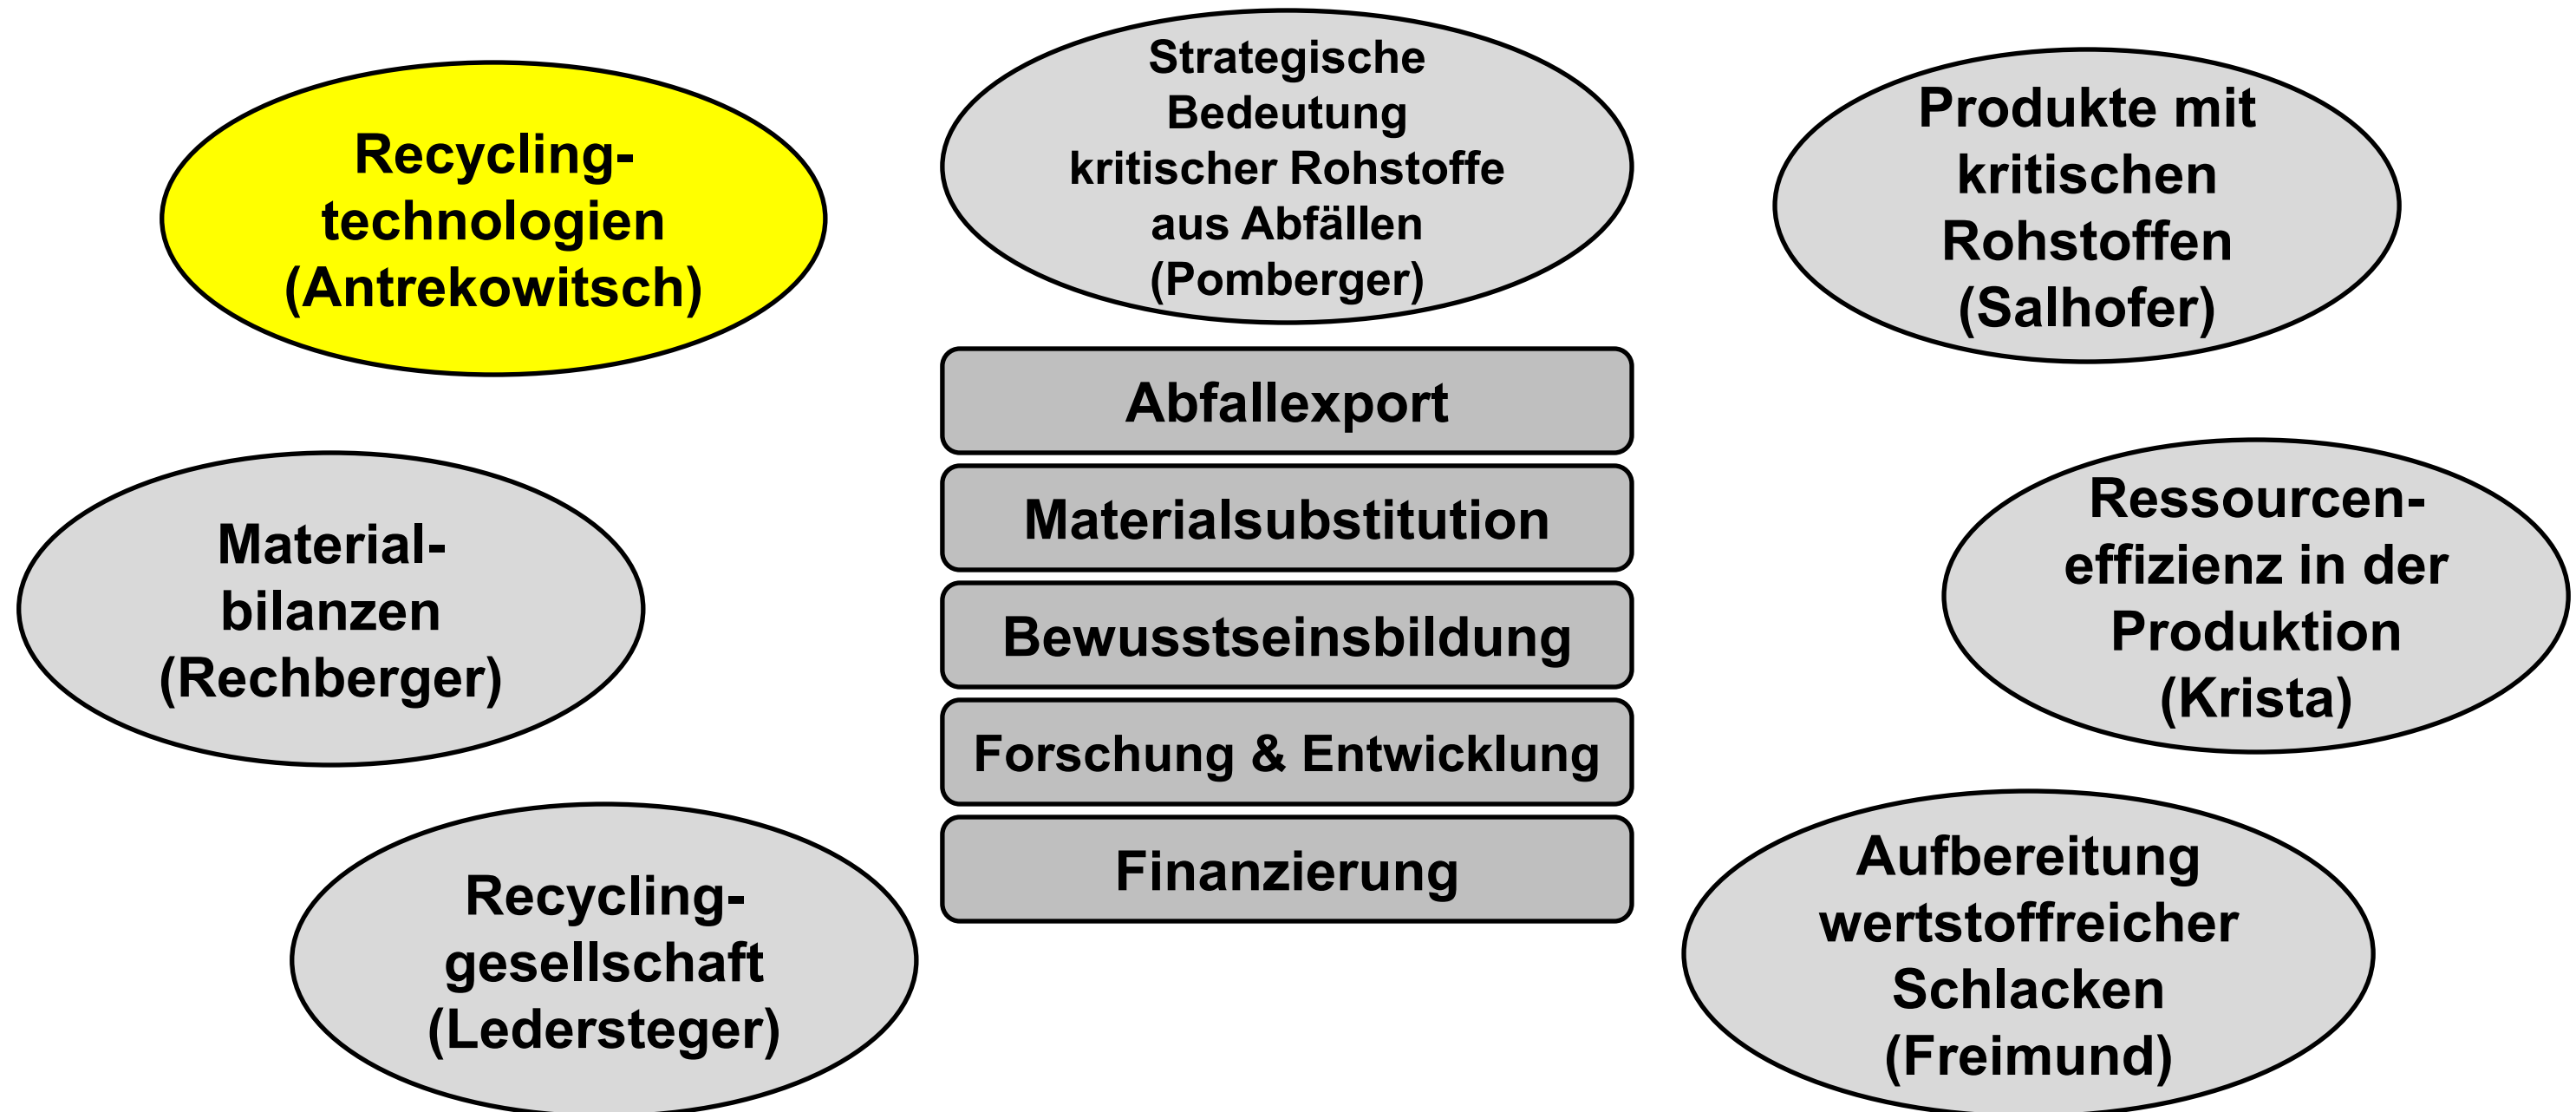 Recycling-
technologien
(Antrekowitsch)
Strategische
Bedeutung
kritischer Rohstoffe
aus Abfällen
(Pomberger)
Produkte mit
kritischen
Rohstoffen
(Salhofer)
Abfallexport
Materialsubstitution
Bewusstseinsbildung
Forschung & Entwicklung
Finanzierung
Material-
bilanzen
(Rechberger)
Ressourcen-
effizienz in der
Produktion
(Krista)
Recycling-
gesellschaft
(Ledersteger)
Aufbereitung
wertstoffreicher
Schlacken
(Freimund)